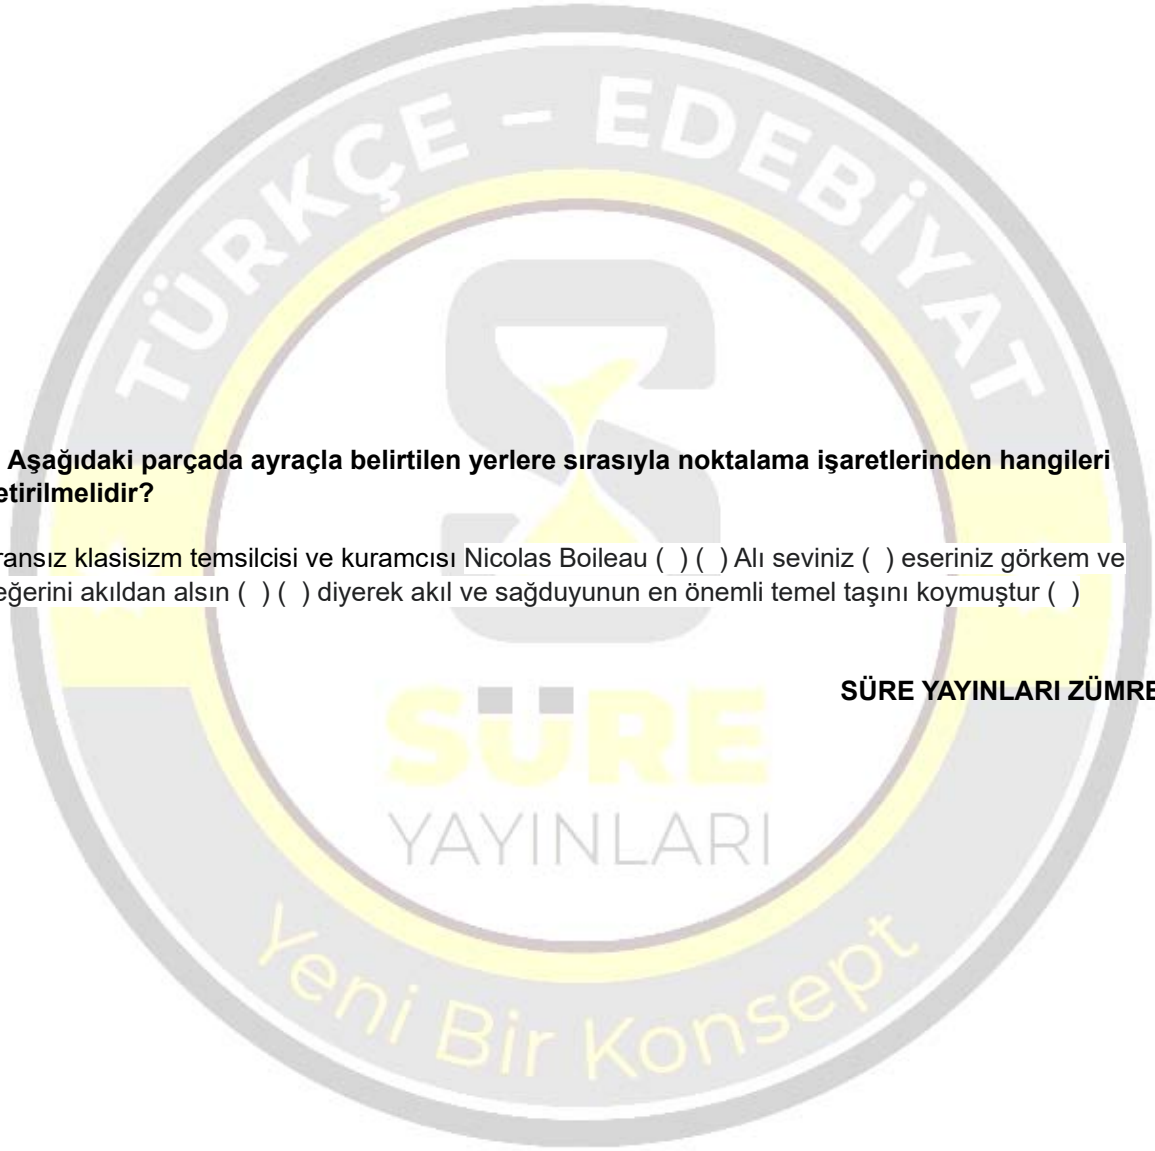 TÜRKÇE – EDEBİYAT
Aşağıdaki parçada ayraçla belirtilen yerlere sırasıyla noktalama işaretlerinden hangileri
etirilmelidir?
ransız klasisizm temsilcisi ve kuramcısı Nicolas Boileau ( ) ( ) Alı seviniz ( ) eseriniz görkem ve
eğerini akıldan alsın ( ) ( ) diyerek akıl ve sağduyunun en önemli temel taşını koymuştur ( )
SÜRE YAYINLARI ZÜMRE
SÜRE
YAYINLARI
Yeni Bir Konsept